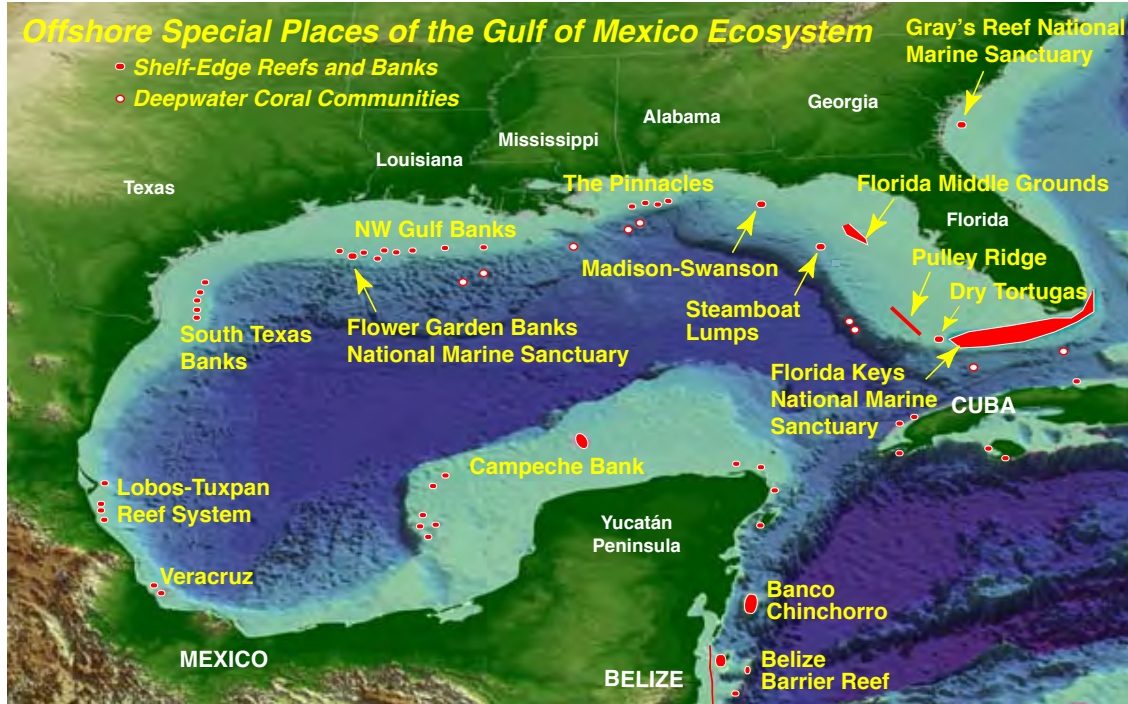 Offshore Special Places of the Gulf of Mexico Ecosystem
Shelf-Edge Reefs and Banks
Deepwater Coral Communities
Gray’s Reef National
Marine Sanctuary
Georgia
Alabama
Mississippi
Louisiana
Texas
The Pinnacles
Florida Middle Grounds
Florida
NW Gulf Banks
Madison-Swanson
Pulley Ridge
Dry Tortugas
Steamboat
Lumps
South Texas
Banks
Flower Garden Banks
National Marine Sanctuary
Florida Keys
National Marine
Sanctuary
CUBA
Campeche Bank
Lobos-Tuxpan
Reef System
Yucatán
Peninsula
Veracruz
Banco
Chinchorro
MEXICO
BELIZE
Belize
Barrier Reef